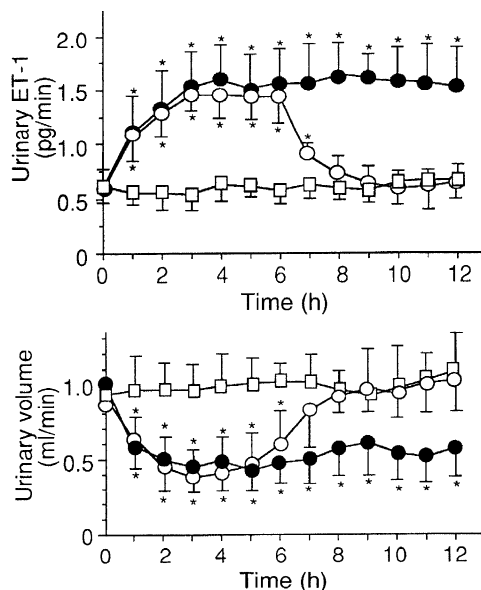 Urinary ET-1
(pg/min)
2.0
1.5
1.0
0.5
0
* * * * * * * * * * * *
* * * * * * *
0 2 4 6 8 10 12
Time (h)
Urinary volume
(ml/min)
1.0
0.5
0
* * * * * *
* * * * * * * * * * * *
0 2 4 6 8 10 12
Time (h)